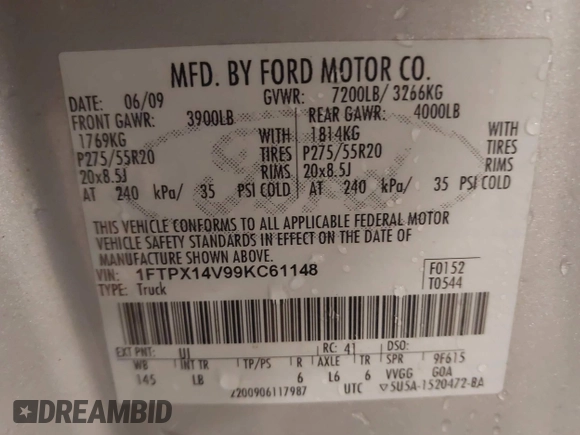 MFD. BY FORD MOTOR CO.
DATE: 06/09 GVWR: 7200LB/ 3266KG
FRONT GAWR: 3900LB REAR GAWR: 4000LB
1769KG WITH 1814KG WITH
P275/55R20 TIRES P275/55R20 TIRES
20x8.5J RIMS 20x8.5J RIMS
AT 240 kPa/ 35 PSI COLD AT 240 kPa/ 35 PSI COLD
THIS VEHICLE CONFORMS TO ALL APPLICABLE FEDERAL MOTOR
VEHICLE SAFETY STANDARDS IN EFFECT ON THE DATE OF
MANUFACTURE SHOWN ABOVE.
VIN: 1FTPX14V99KC61148 F0152
TYPE: Truck T0544
EXT PNT: UI RC: 41 DSO:
WB INT TR TP/PS R AXLE TR SPR 9F615
145 LB 6 L6 6 VVGG GOA
z200906117987 UTC ▽5U5A-1520472-BA
DREAMBID